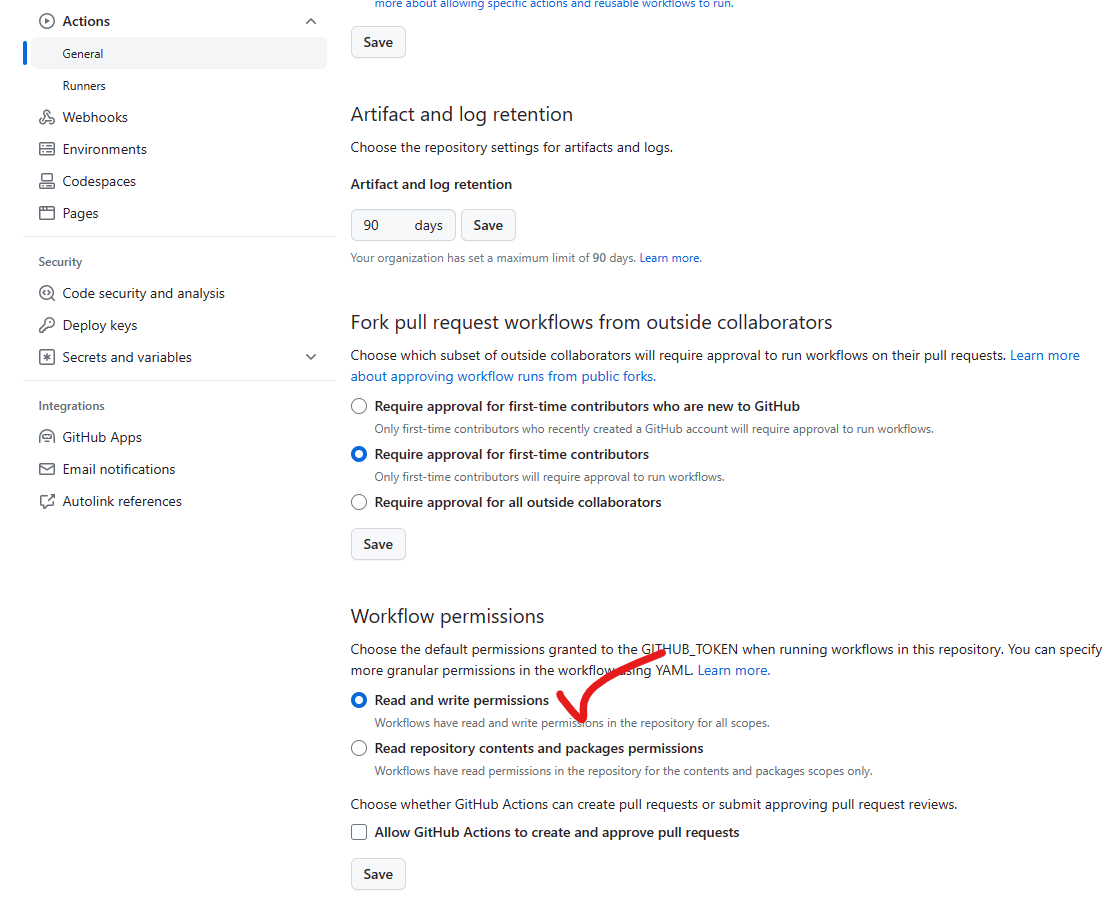 Actions
General
Runners
Webhooks
Environments
Codespaces
Pages
Security
Code security and analysis
Deploy keys
Secrets and variables
Integrations
GitHub Apps
Email notifications
Autolink references
more about allowing specific actions and reusable workflows to run.
Save
Artifact and log retention
Choose the repository settings for artifacts and logs.
Artifact and log retention
90 days Save
Your organization has set a maximum limit of 90 days. Learn more.
Fork pull request workflows from outside collaborators
Choose which subset of outside collaborators will require approval to run workflows on their pull requests. Learn more
about approving workflow runs from public forks.
Require approval for first-time contributors who are new to GitHub
Only first-time contributors who recently created a GitHub account will require approval to run workflows.
Require approval for first-time contributors
Only first-time contributors will require approval to run workflows.
Require approval for all outside collaborators
Save
Workflow permissions
Choose the default permissions granted to the GITHUB_TOKEN when running workflows in this repository. You can specify
more granular permissions in the workflow using YAML. Learn more.
Read and write permissions
Workflows have read and write permissions in the repository for all scopes.
Read repository contents and packages permissions
Workflows have read permissions in the repository for the contents and packages scopes only.
Choose whether GitHub Actions can create pull requests or submit approving pull request reviews.
Allow GitHub Actions to create and approve pull requests
Save